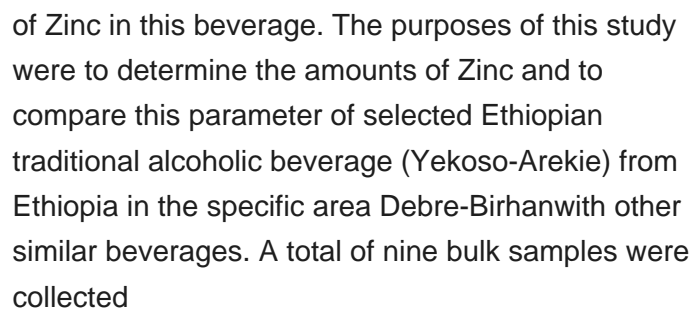 of Zinc in this beverage. The purposes of this study
were to determine the amounts of Zinc and to
compare this parameter of selected Ethiopian
traditional alcoholic beverage (Yekoso-Arekie) from
Ethiopia in the specific area Debre-Birhanwith other
similar beverages. A total of nine bulk samples were
collected